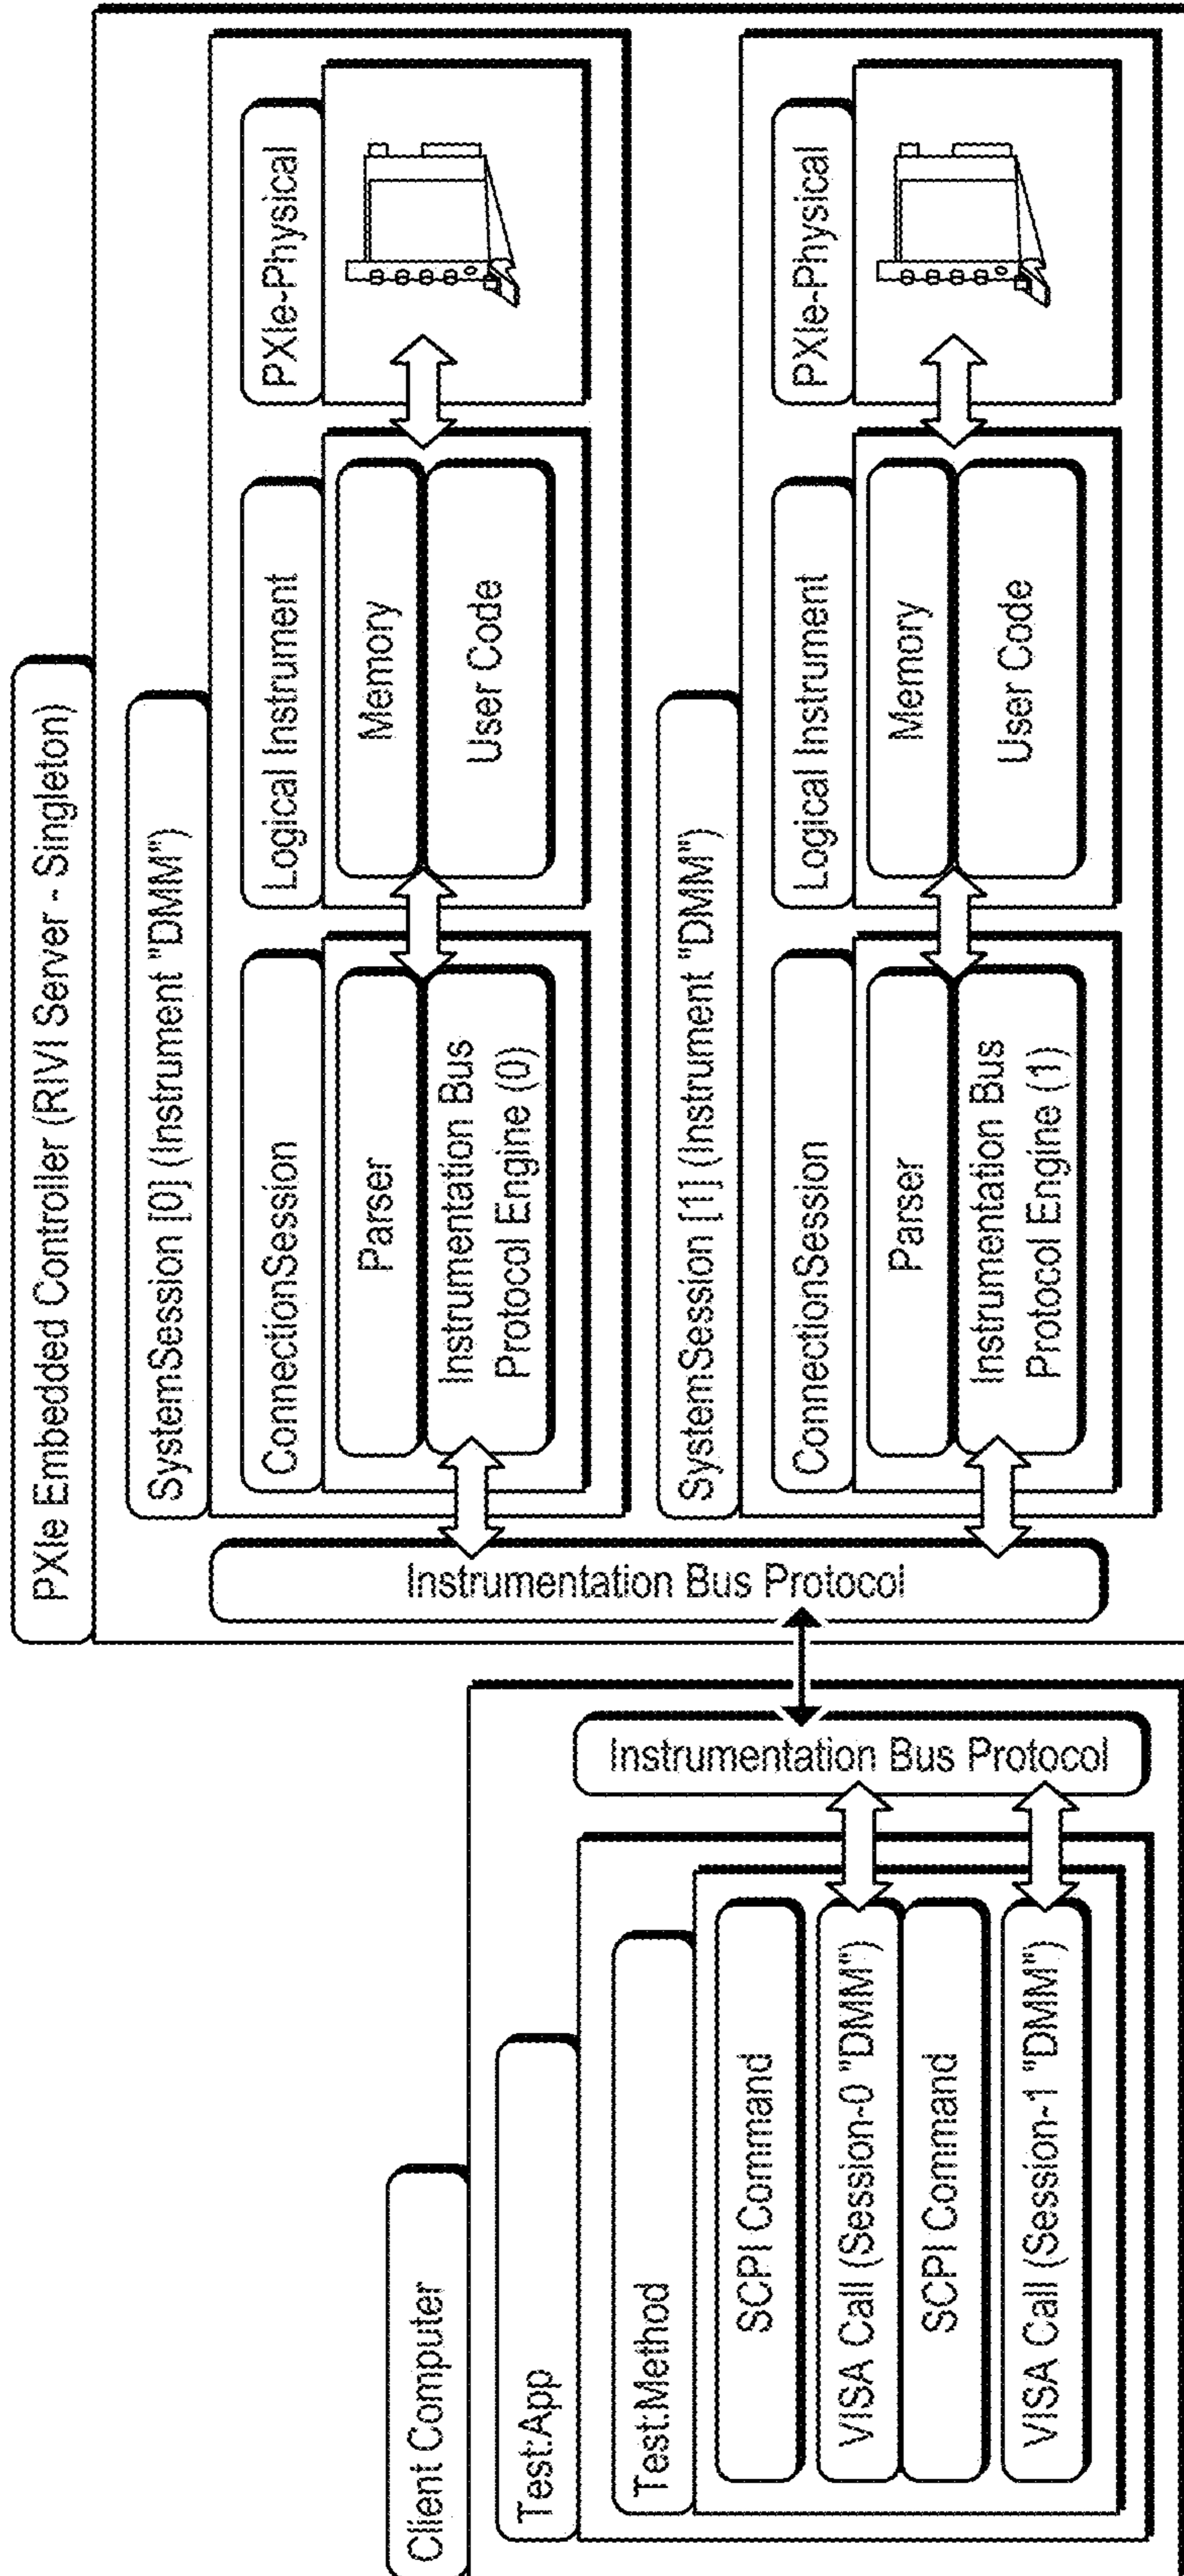 PXIe Embedded Controller (RIVI Server - Singleton)
SystemSession [0] (Instrument "DMM")
ConnectionSession
Logical Instrument
PXIe-Physical
Parser
Memory
Instrumentation Bus
Protocol Engine (0)
User Code
Instrumentation Bus Protocol
SystemSession [1] (Instrument "DMM")
ConnectionSession
Logical Instrument
PXIe-Physical
Parser
Memory
Instrumentation Bus
Protocol Engine (1)
User Code
Client Computer
Test:App
Test:Method
SCPI Command
VISA Call (Session-0 "DMM")
SCPI Command
VISA Call (Session-1 "DMM")
Instrumentation Bus Protocol